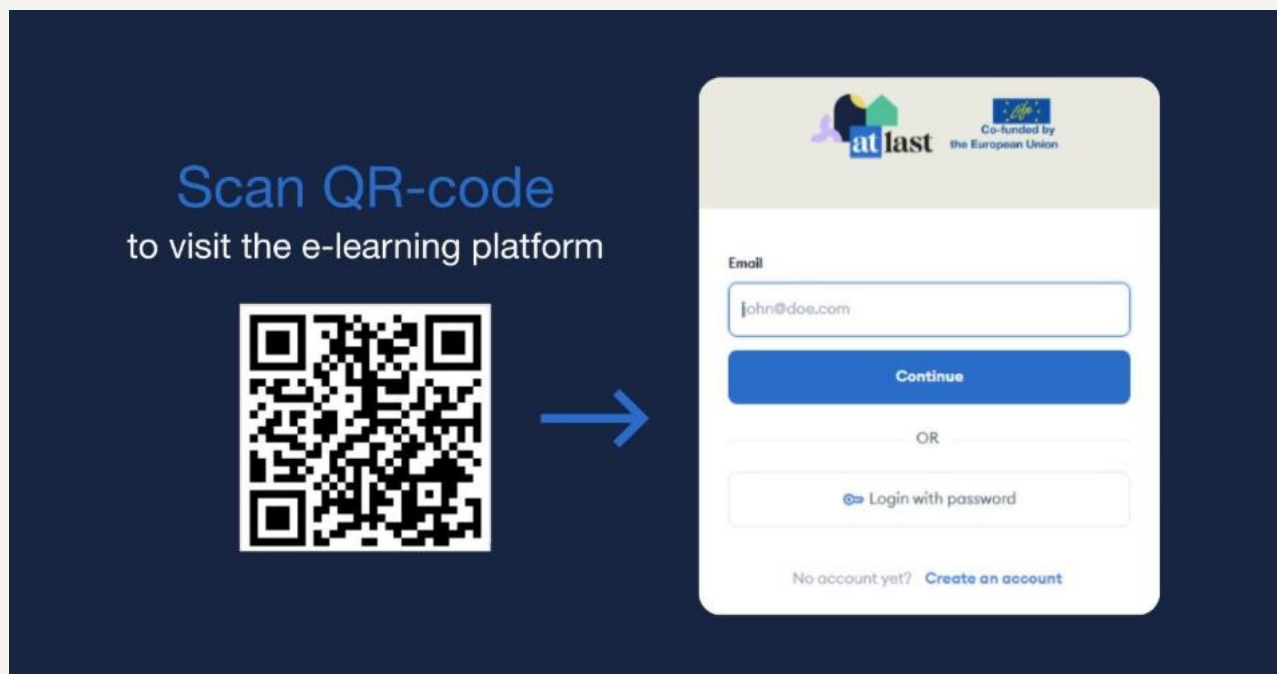 Scan QR-code
to visit the e-learning platform
at last
Life
Co-funded by
the European Union
Email
john@doe.com
Continue
OR
Login with password
No account yet? Create an account